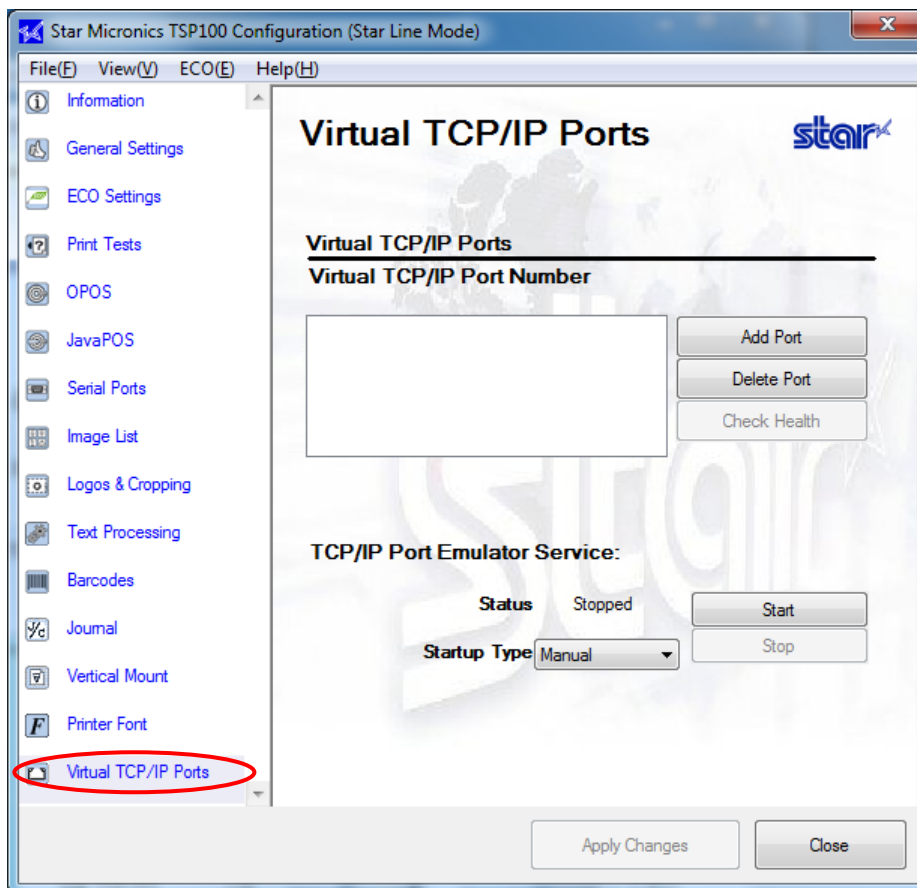 Star Micronics TSP100 Configuration (Star Line Mode)
File(F) View(V) ECO(E) Help(H)
Information
General Settings
ECO Settings
Print Tests
OPOS
JavaPOS
Serial Ports
Image List
Logos & Cropping
Text Processing
Barcodes
Journal
Vertical Mount
Printer Font
Virtual TCP/IP Ports
Virtual TCP/IP Ports
star
Virtual TCP/IP Ports
Virtual TCP/IP Port Number
Add Port
Delete Port
Check Health
star
TCP/IP Port Emulator Service:
Status Stopped
Start
Startup Type Manual
Stop
Apply Changes
Close